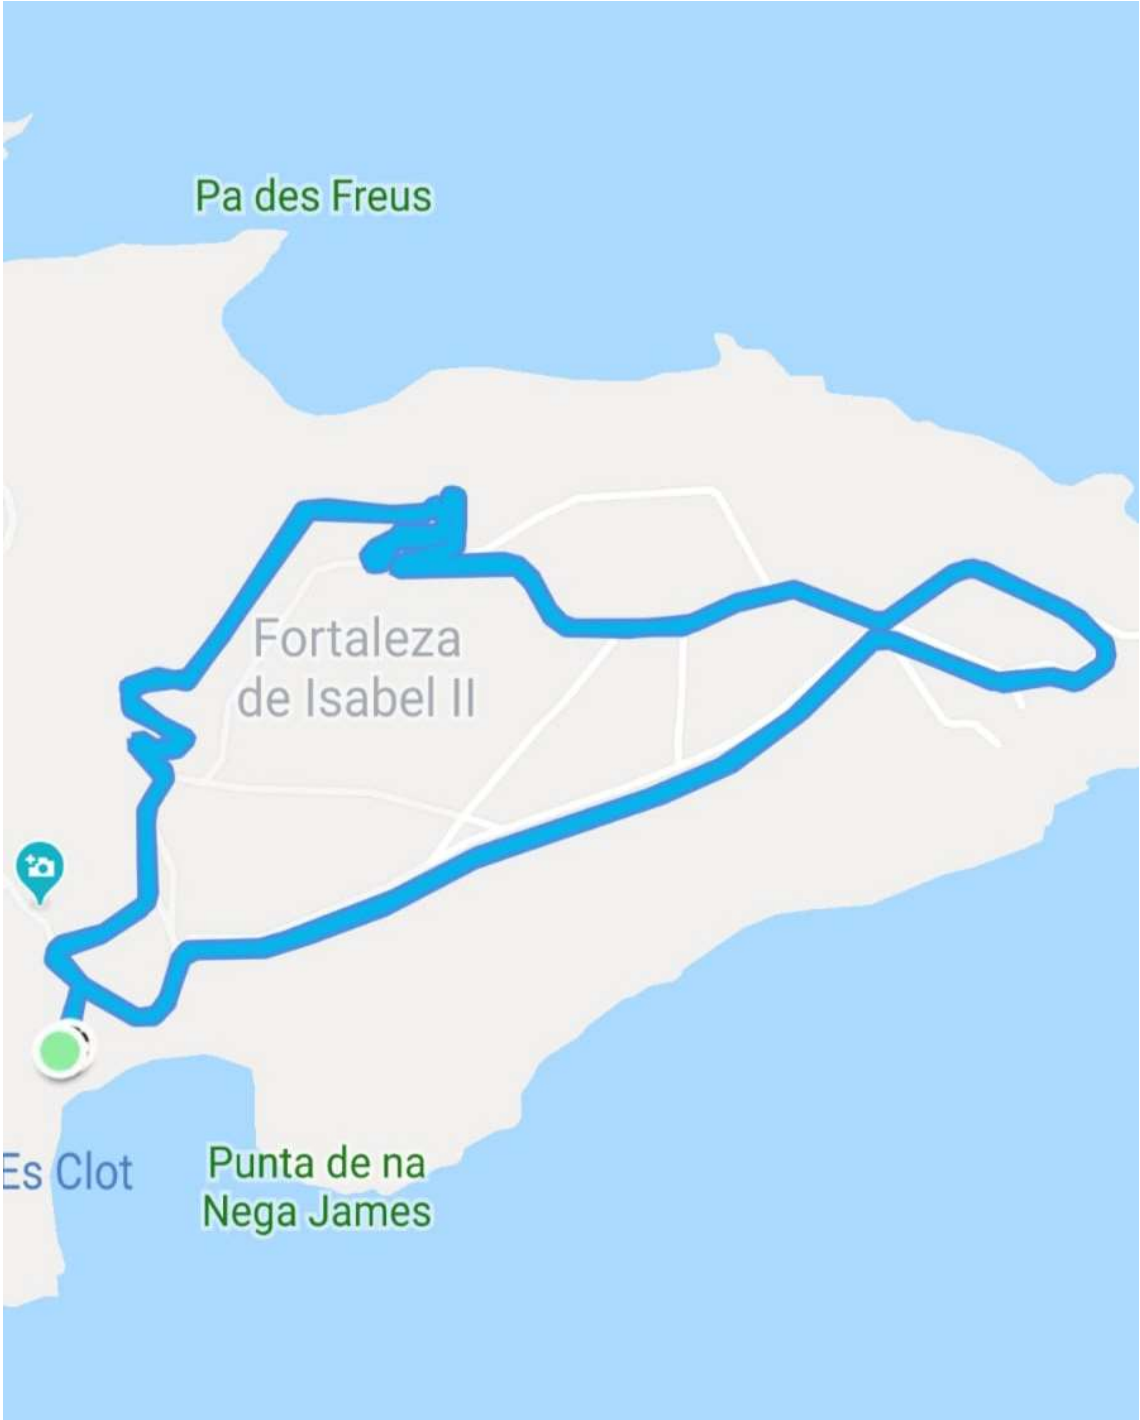 Pa des Freus
Fortaleza
de Isabel II
Es Clot
Punta de na
Nega James